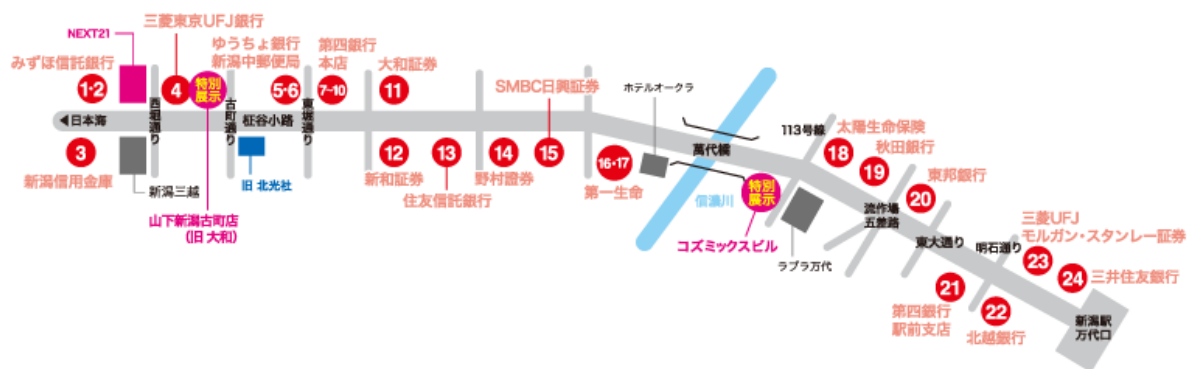 三菱東京UFJ銀行
NEXT21
ゆうちょ銀行
新潟中郵便局
第四銀行
本店
みずほ信託銀行
大和証券
SMBC日興証券
ホテルオークラ
1・2
4
特別
展示
5・6
7~10
11
◀日本海
西堀通り
古町通り
柾谷小路
東堀通り
113号線
太陽生命保険
秋田銀行
萬代橋
3
新潟信用金庫
新潟三越
旧 北光社
山下新潟古町店
(旧 大和)
12
新和証券
13
住友信託銀行
14
野村證券
15
16・17
第一生命
信濃川
特別
展示
コズミックスビル
ラブラ万代
18
19
東邦銀行
20
流作場
五差路
東大通り
明石通り
三菱UFJ
モルガン・スタンレー証券
23
24
三井住友銀行
21
第四銀行
駅前支店
22
北越銀行
新潟駅
万代口